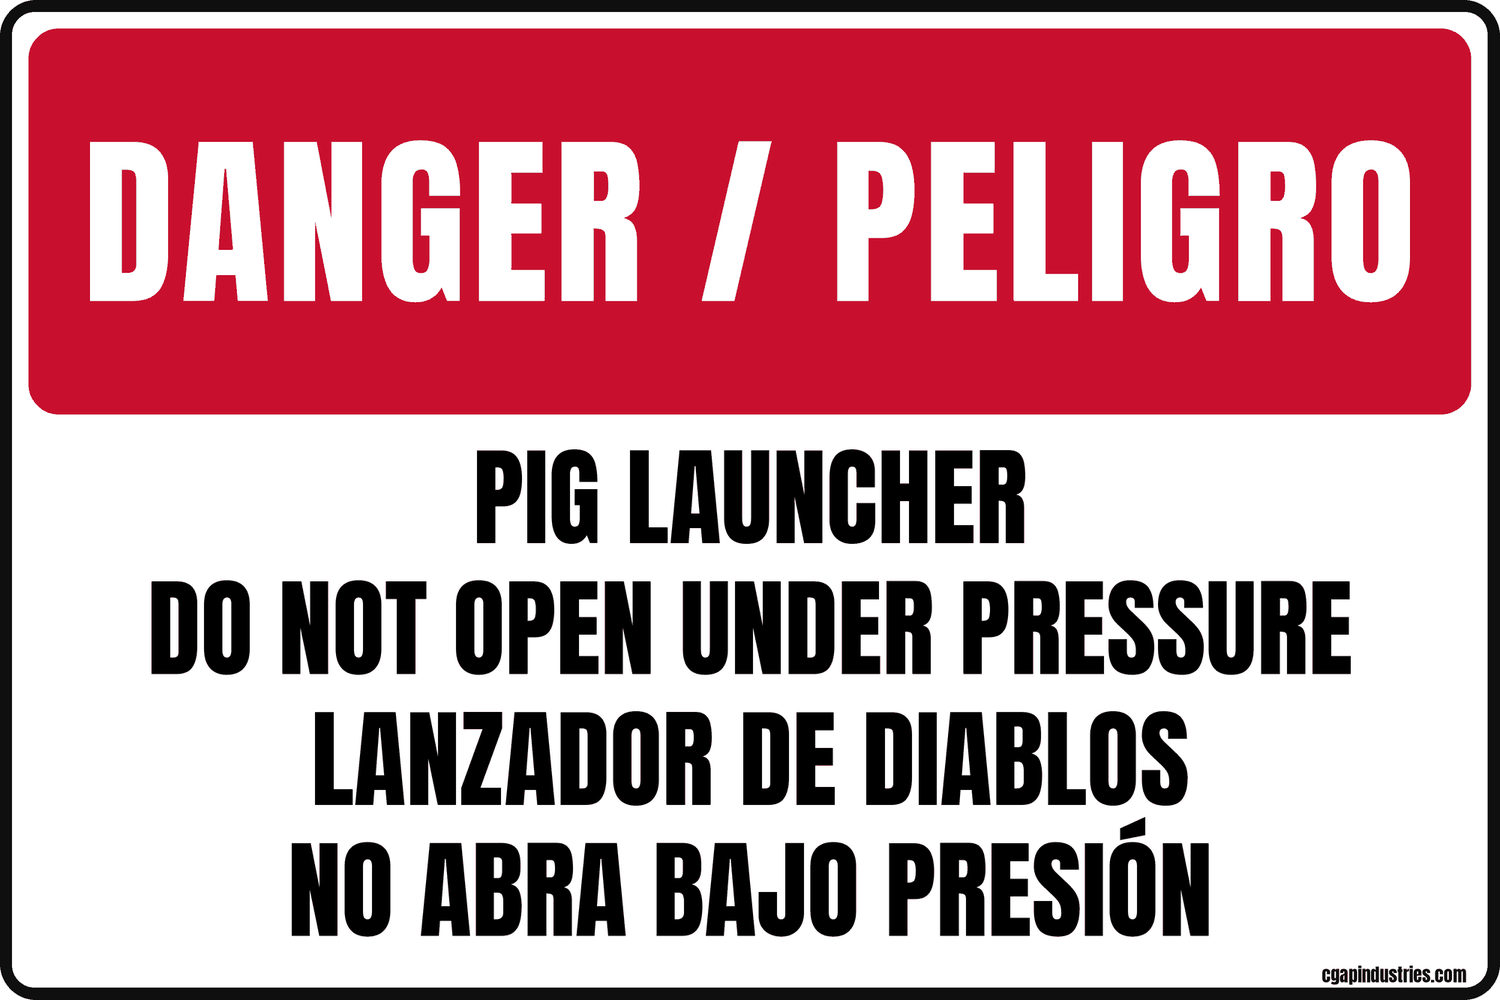 DANGER / PELIGRO
PIG LAUNCHER
DO NOT OPEN UNDER PRESSURE
LANZADOR DE DIABLOS
NO ABRA BAJO PRESIÓN
cgapindustries.com